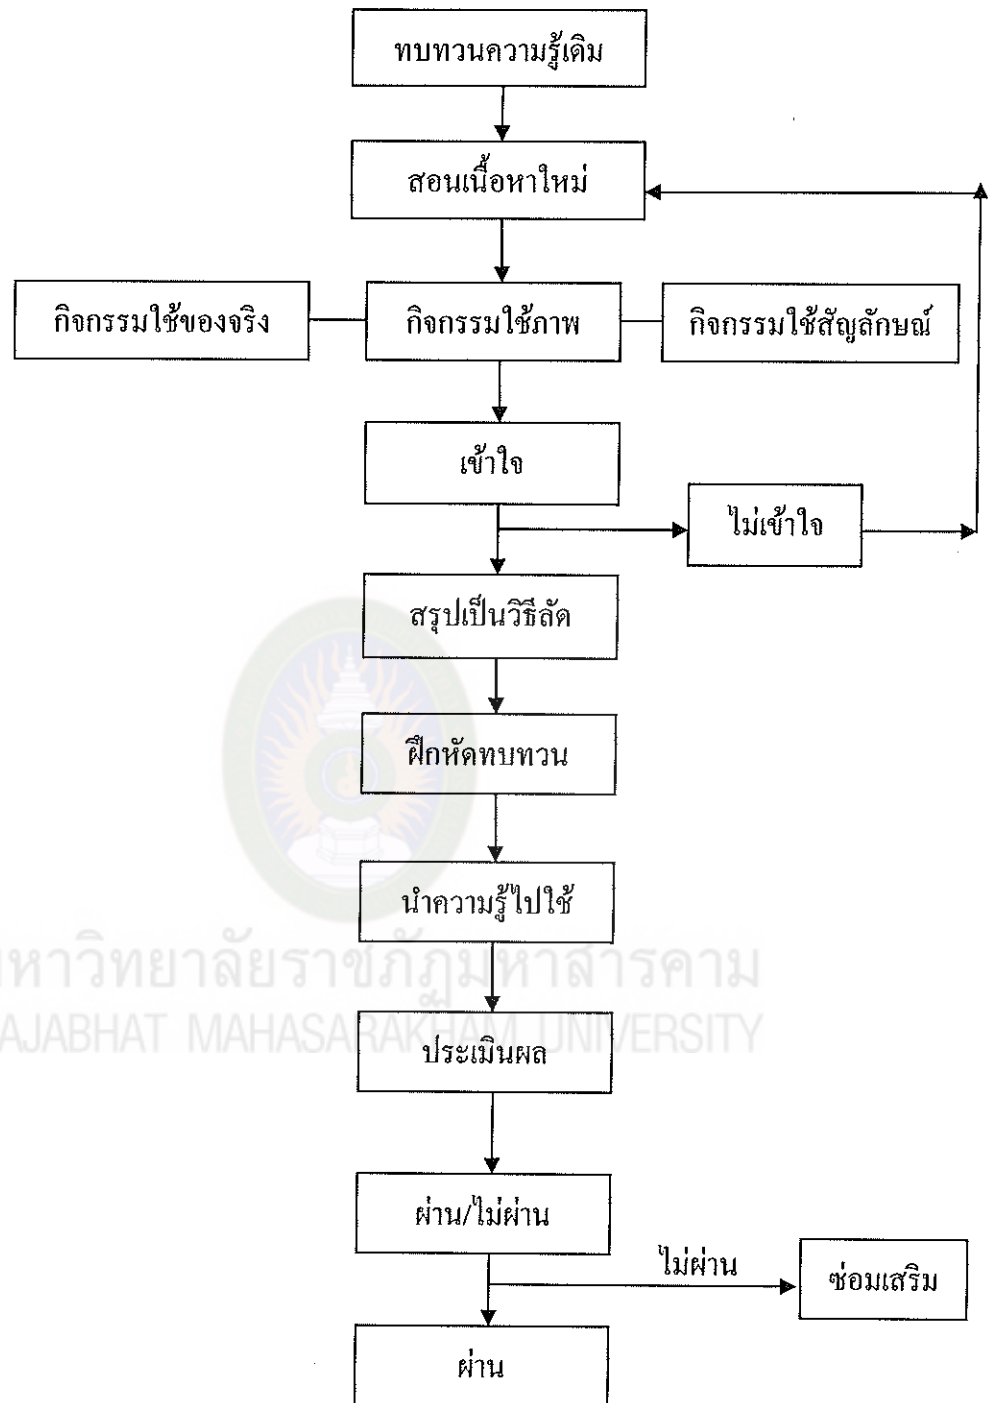 ทบทวนความรู้เดิม
สอนเนื้อหาใหม่
กิจกรรมใช้ของจริง
กิจกรรมใช้ภาพ
กิจกรรมใช้สัญลักษณ์
เข้าใจ
ไม่เข้าใจ
สรุปเป็นวิธีลัด
ฝึกหัดทบทวน
นำความรู้ไปใช้
มหาวิทยาลัยราชภัฏมหาสารคาม
RAJABHAT MAHASARAKHAM UNIVERSITY
ประเมินผล
ผ่าน/ไม่ผ่าน
ไม่ผ่าน
ซ่อมเสริม
ผ่าน